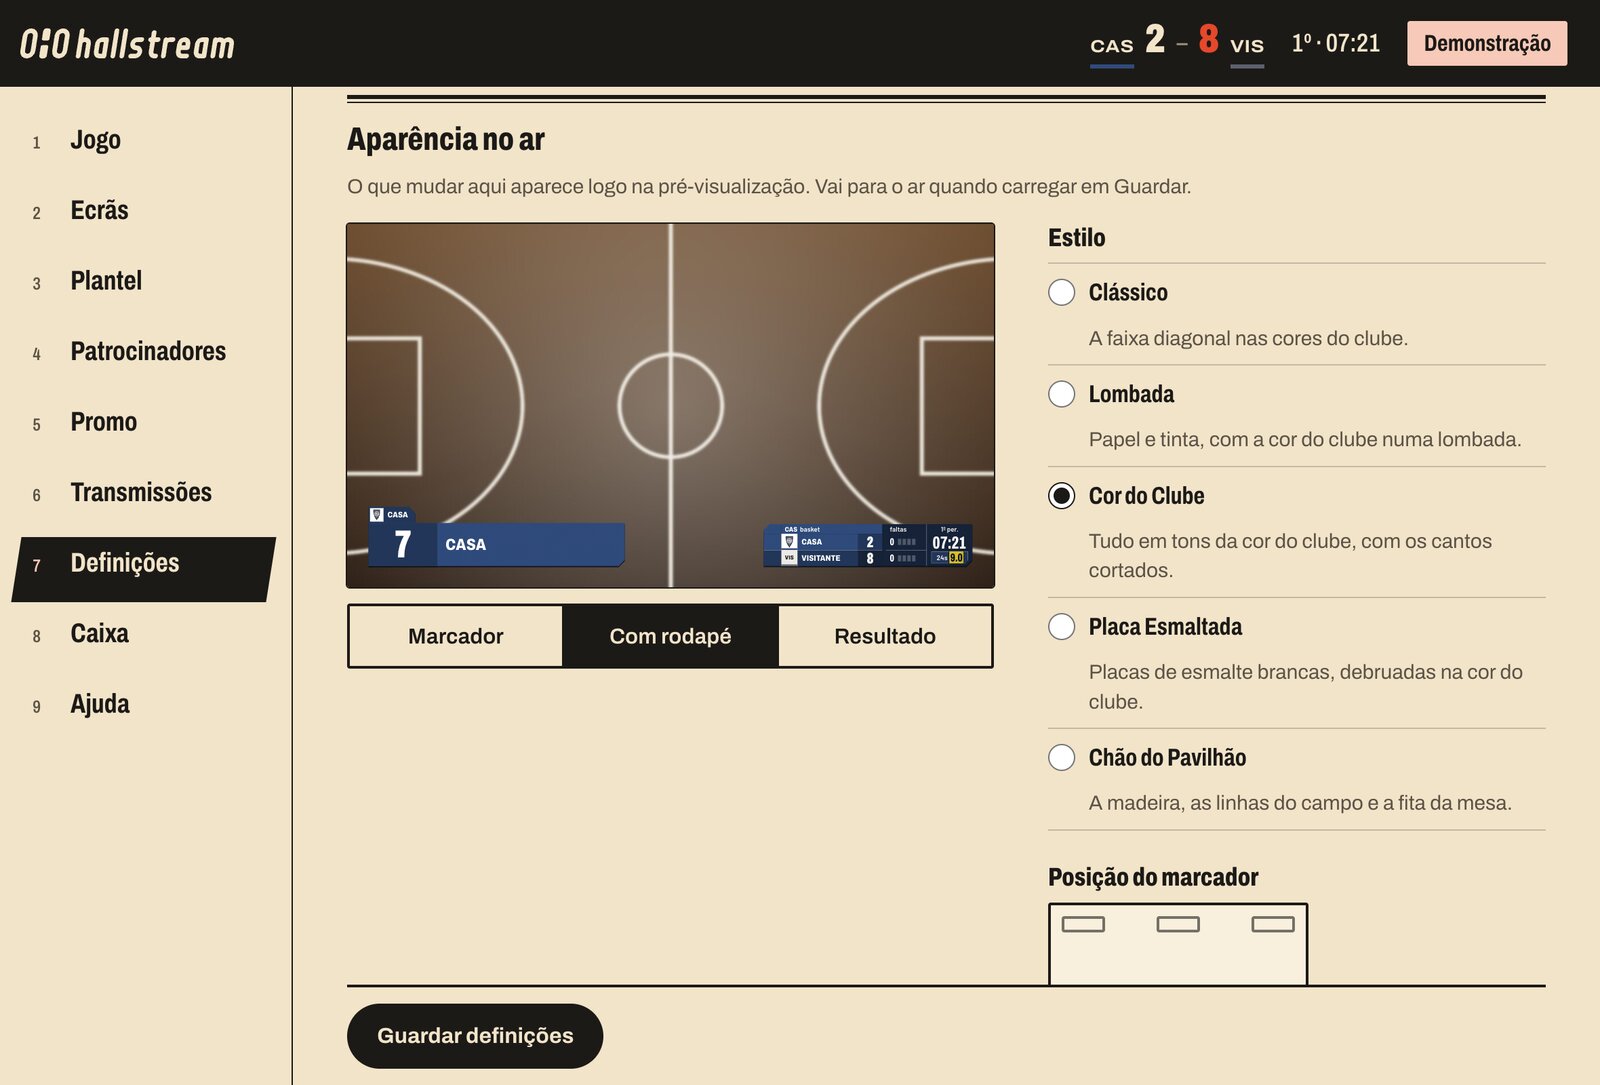 hallstream
CAS 2 – 8 VIS 1º · 07:21 Demonstração
1 Jogo
2 Ecrãs
3 Plantel
4 Patrocinadores
5 Promo
6 Transmissões
7 Definições
8 Caixa
9 Ajuda
Aparência no ar
O que mudar aqui aparece logo na pré-visualização. Vai para o ar quando carregar em Guardar.
CASA
7 CASA
CAS basket faltas 1º per.
CASA 2 0 07:21
VIS VISITANTE 8 0 24s 9.0
Marcador Com rodapé Resultado
Estilo
Clássico
A faixa diagonal nas cores do clube.
Lombada
Papel e tinta, com a cor do clube numa lombada.
Cor do Clube
Tudo em tons da cor do clube, com os cantos
cortados.
Placa Esmaltada
Placas de esmalte brancas, debruadas na cor do
clube.
Chão do Pavilhão
A madeira, as linhas do campo e a fita da mesa.
Posição do marcador
Guardar definições